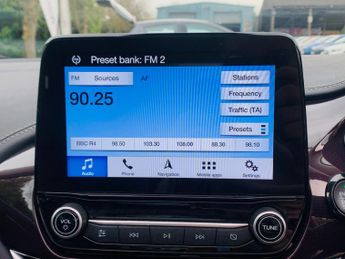 Preset bank: FM 2
FM Sources AF Stations
90.25 Frequency
Traffic (TA)
Presets
BBC R4 98.50 103.30 108.00 88.30 98.10
Audio Phone Navigation Mobile apps Settings
VOL TUNE